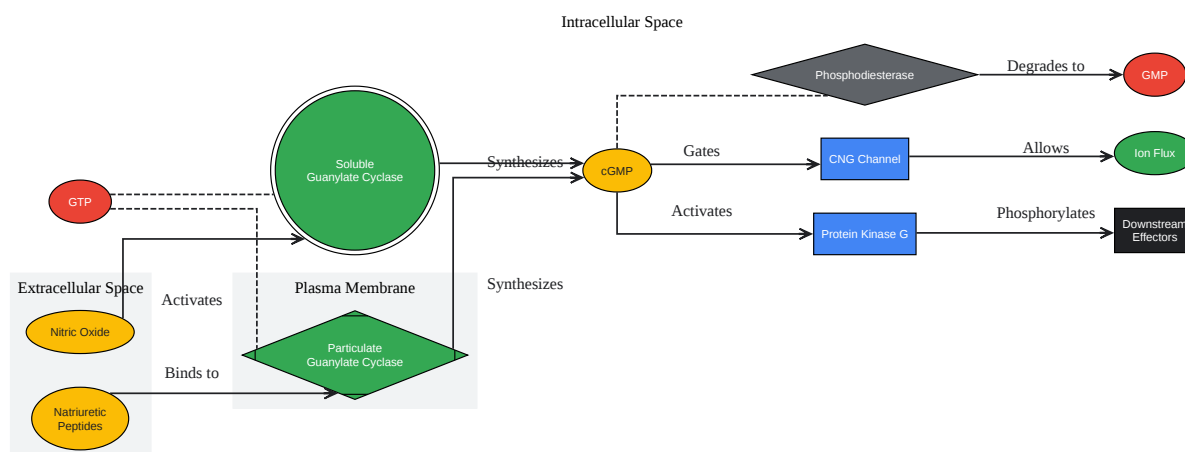 Intracellular Space
Phosphodiesterase
Degrades to
GMP
Soluble
Guanylate Cyclase
Synthesizes
cGMP
Gates
CNG Channel
Allows
Ion Flux
GTP
Activates
Protein Kinase G
Phosphorylates
Downstream
Effectors
Extracellular Space
Nitric Oxide
Activates
Plasma Membrane
Synthesizes
Particulate
Guanylate Cyclase
Binds to
Natriuretic
Peptides